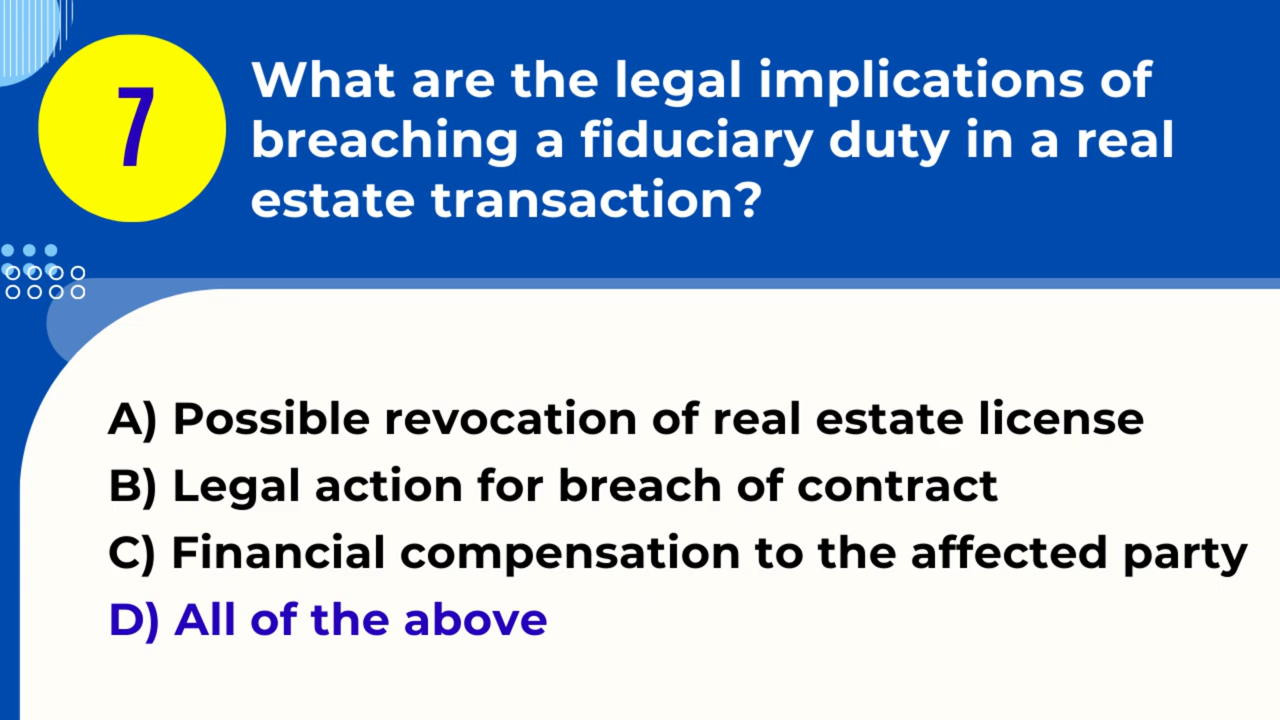 7
What are the legal implications of
breaching a fiduciary duty in a real
estate transaction?
A) Possible revocation of real estate license
B) Legal action for breach of contract
C) Financial compensation to the affected party
D) All of the above